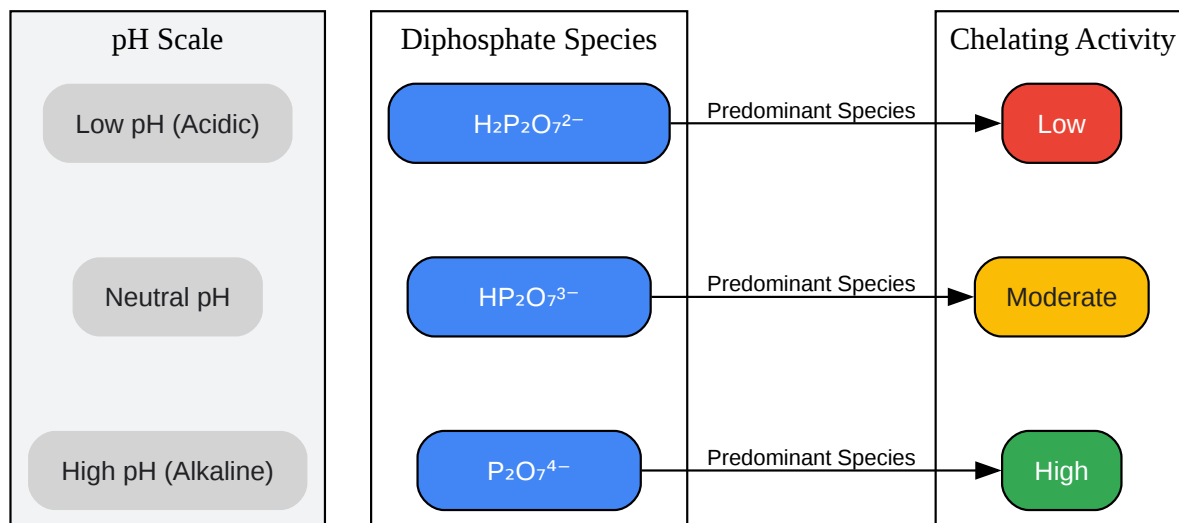 pH Scale
Diphosphate Species
Chelating Activity
Low pH (Acidic)
H₂P₂O₇²⁻
Predominant Species
Low
Neutral pH
HP₂O₇³⁻
Predominant Species
Moderate
High pH (Alkaline)
P₂O₇⁴⁻
Predominant Species
High